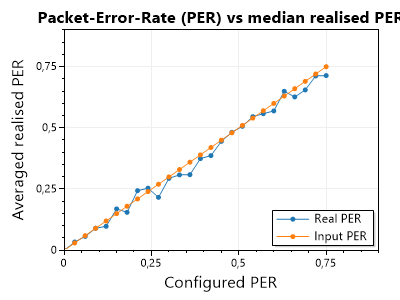 Packet-Error-Rate (PER) vs median realised PER
Averaged realised PER
0,75
0,5
0,25
0
0
0,25
0,5
0,75
Configured PER
Real PER
Input PER